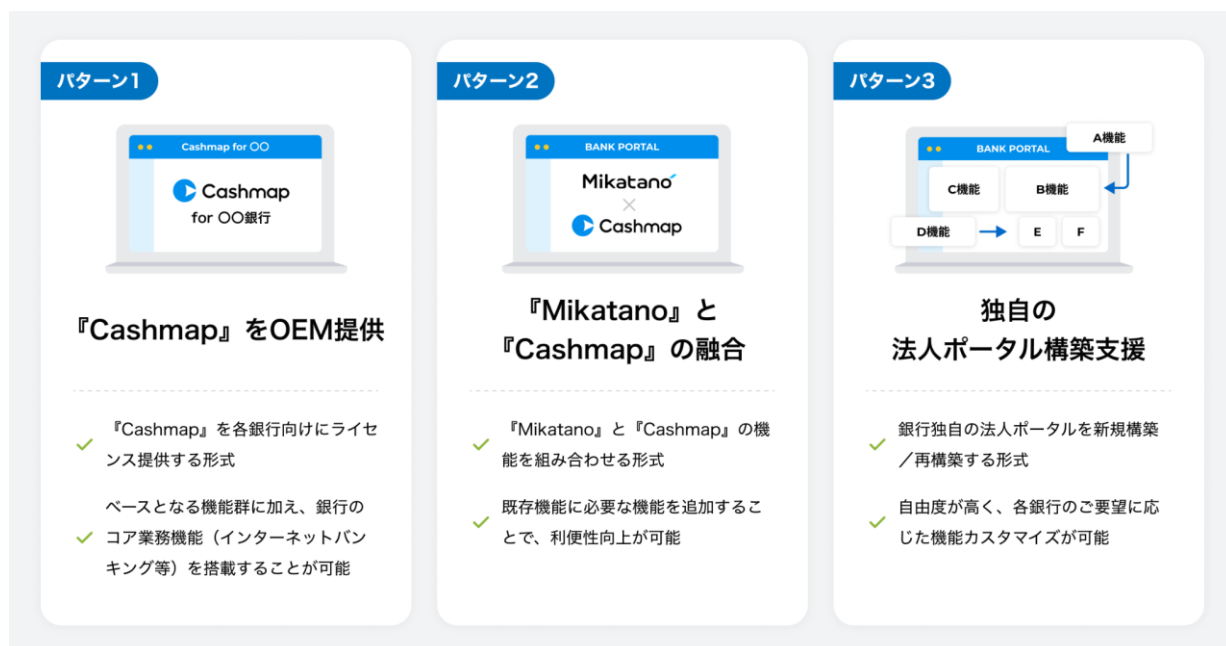 パターン1
Cashmap for 〇〇
Cashmap
for 〇〇銀行
『Cashmap』をOEM提供
『Cashmap』を各銀行向けにライセ
ンス提供する形式
ベースとなる機能群に加え、銀行の
コア業務機能（インターネットバン
キング等）を搭載することが可能
パターン2
BANK PORTAL
Mikatano
×
Cashmap
『Mikatano』と
『Cashmap』の融合
『Mikatano』と『Cashmap』の機
能を組み合わせる形式
既存機能に必要な機能を追加するこ
とで、利便性向上が可能
パターン3
BANK PORTAL
A機能
C機能
B機能
D機能
E
F
独自の
法人ポータル構築支援
銀行独自の法人ポータルを新規構築
／再構築する形式
自由度が高く、各銀行のご要望に応
じた機能カスタマイズが可能